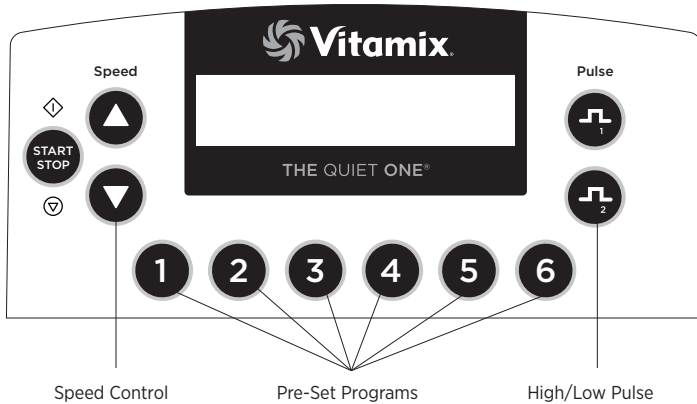 Vitamix®
Speed
Pulse
START
STOP
1
THE QUIET ONE®
2
1 2 3 4 5 6
Speed Control Pre-Set Programs High/Low Pulse